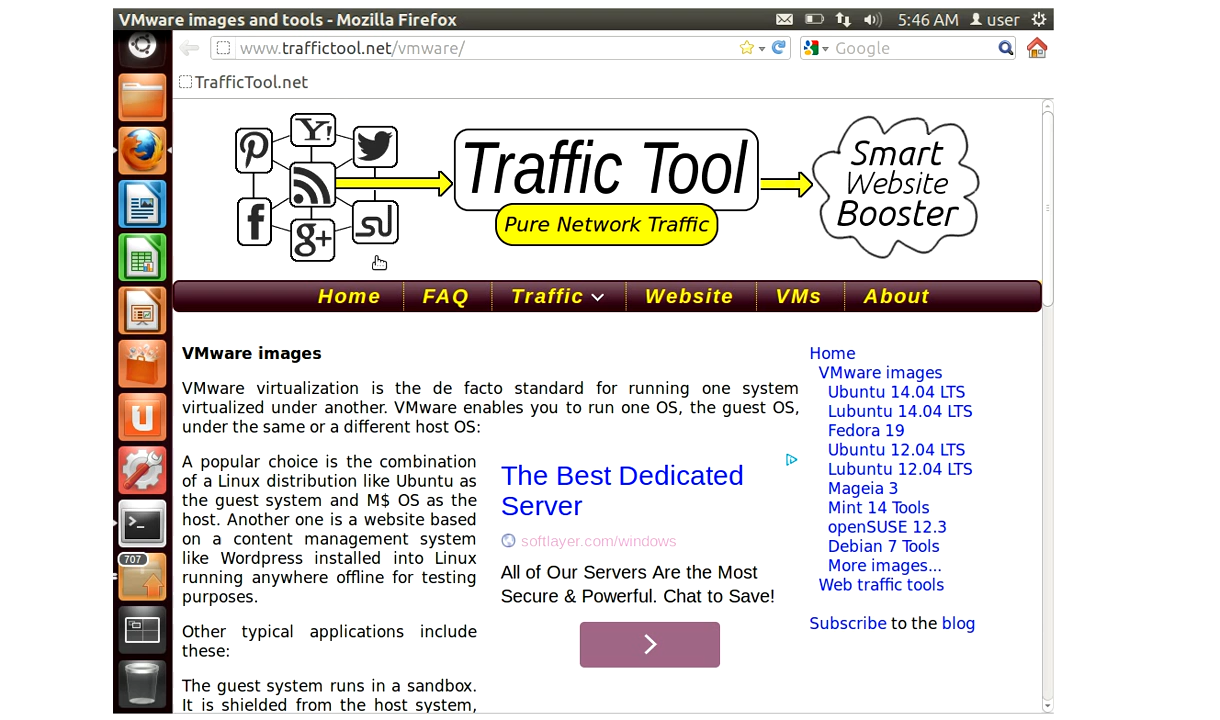 VMware images and tools - Mozilla Firefox
5:46 AM user
www.traffictool.net/vmware/
Google
TrafficTool.net
Y!
g+
Traffic Tool
Pure Network Traffic
Smart
Website
Booster
Home FAQ Traffic Website VMs About
VMware images
VMware virtualization is the de facto standard for running one system
virtualized under another. VMware enables you to run one OS, the guest OS,
under the same or a different host OS:
A popular choice is the combination
of a Linux distribution like Ubuntu as
the guest system and M$ OS as the
host. Another one is a website based
on a content management system
like Wordpress installed into Linux
running anywhere offline for testing
purposes.
Other typical applications include
these:
The guest system runs in a sandbox.
It is shielded from the host system,
The Best Dedicated
Server
softlayer.com/windows
All of Our Servers Are the Most
Secure & Powerful. Chat to Save!
Home
VMware images
Ubuntu 14.04 LTS
Lubuntu 14.04 LTS
Fedora 19
Ubuntu 12.04 LTS
Lubuntu 12.04 LTS
Mageia 3
Mint 14 Tools
openSUSE 12.3
Debian 7 Tools
More images...
Web traffic tools
Subscribe to the blog
707